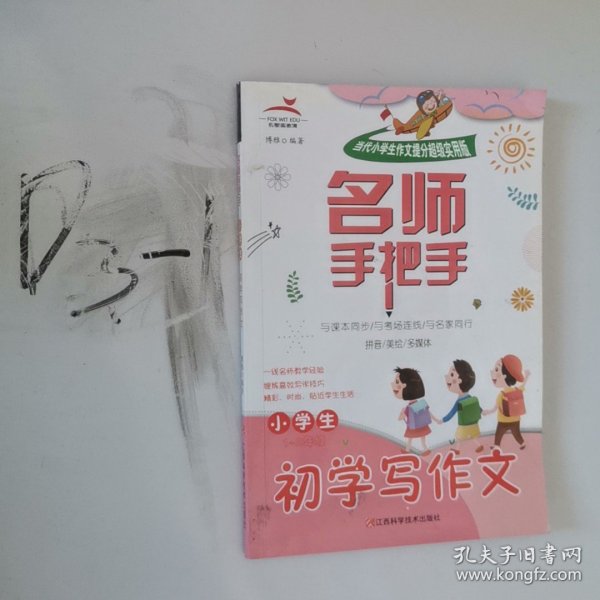 D3-1
FOX WIT EDU
博雅 编著
当代小学生作文提分超级实用版
名师
手把手
与课本同步/与考场连线/与名家同行
拼音/美绘/多媒体
一线名师教学经验
提炼高效写作技巧
精彩、时尚、贴近学生生活
小学生
初学写作文
江西科学技术出版社
孔夫子旧书网
www.kongfz.com